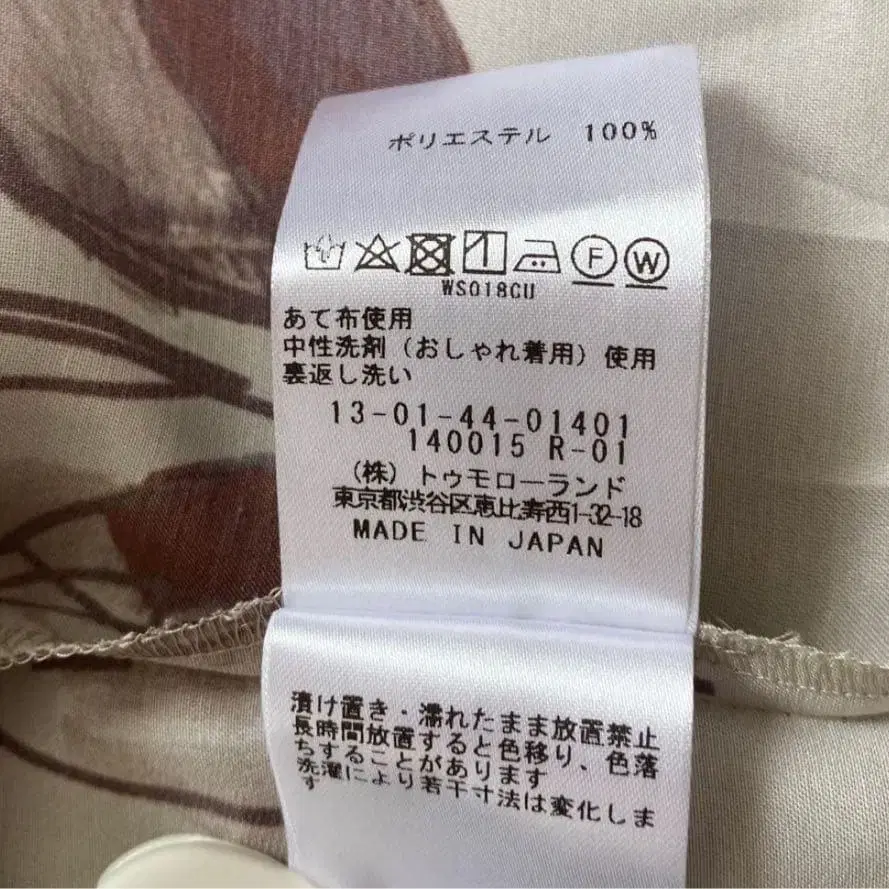 ポリエステル 100%
WS018CU
あて布使用
中性洗剤（おしゃれ着用）使用
裏返し洗い
13-01-44-01401
140015 R-01
（株）トゥモローランド
東京都渋谷区恵比寿西1-32-18
MADE IN JAPAN
漬け置き・濡れたまま放置禁止
長時間放置すると色移り、色落
ちすることがあります
洗濯により若干寸法は変化しま
す